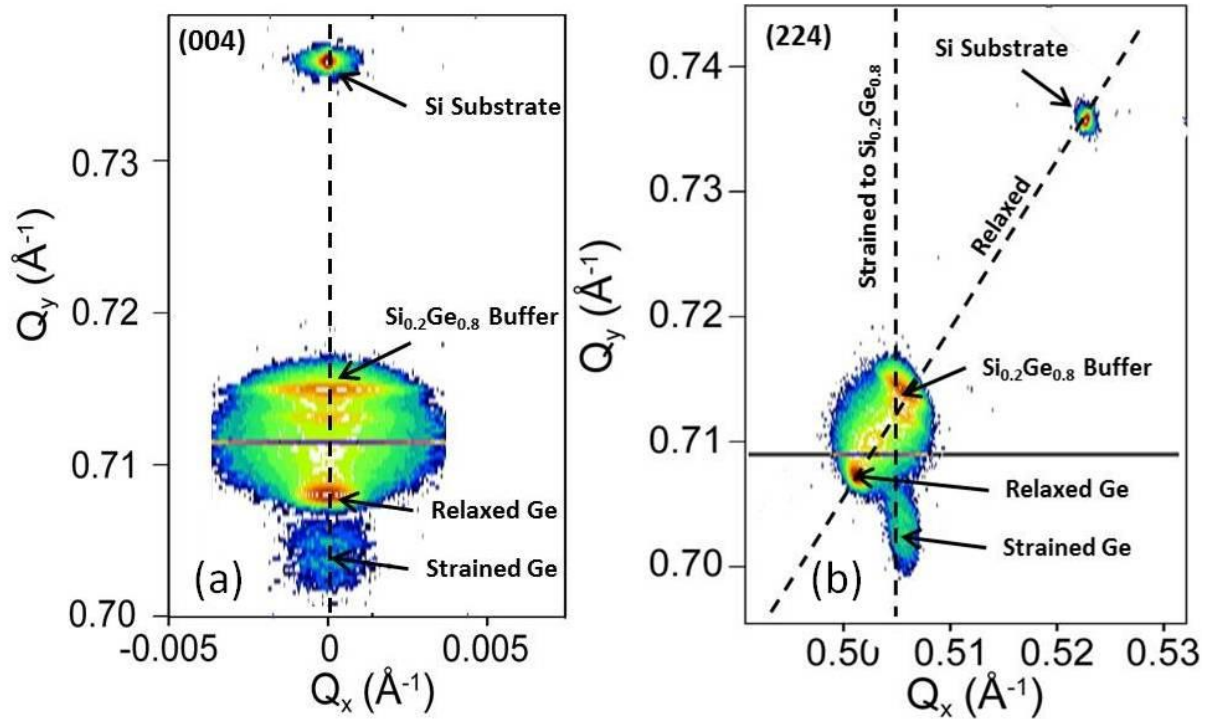 (004)
Si Substrate
0.73
0.72
0.71
0.70
Si₀.₂Ge₀.₈ Buffer
Relaxed Ge
Strained Ge
(a)
-0.005
0
0.005
Qₓ (Å⁻¹)
Q_y (Å⁻¹)
(224)
Si Substrate
Strained to Si₀.₂Ge₀.₈
Relaxed
0.74
0.73
0.72
0.71
0.70
Si₀.₂Ge₀.₈ Buffer
Relaxed Ge
Strained Ge
(b)
0.50
0.51
0.52
0.53
Qₓ (Å⁻¹)
Q_y (Å⁻¹)